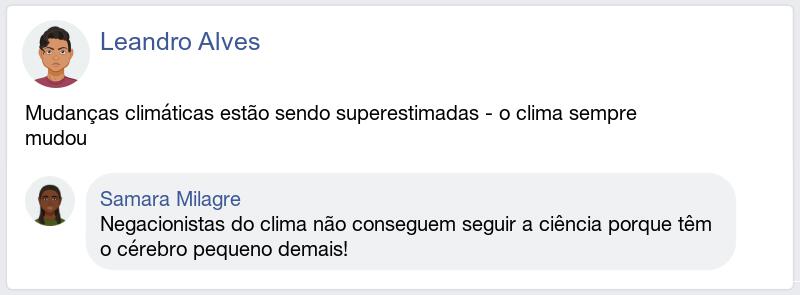 Leandro Alves
Mudanças climáticas estão sendo superestimadas - o clima sempre
mudou
Samara Milagre
Negacionistas do clima não conseguem seguir a ciência porque têm
o cérebro pequeno demais!